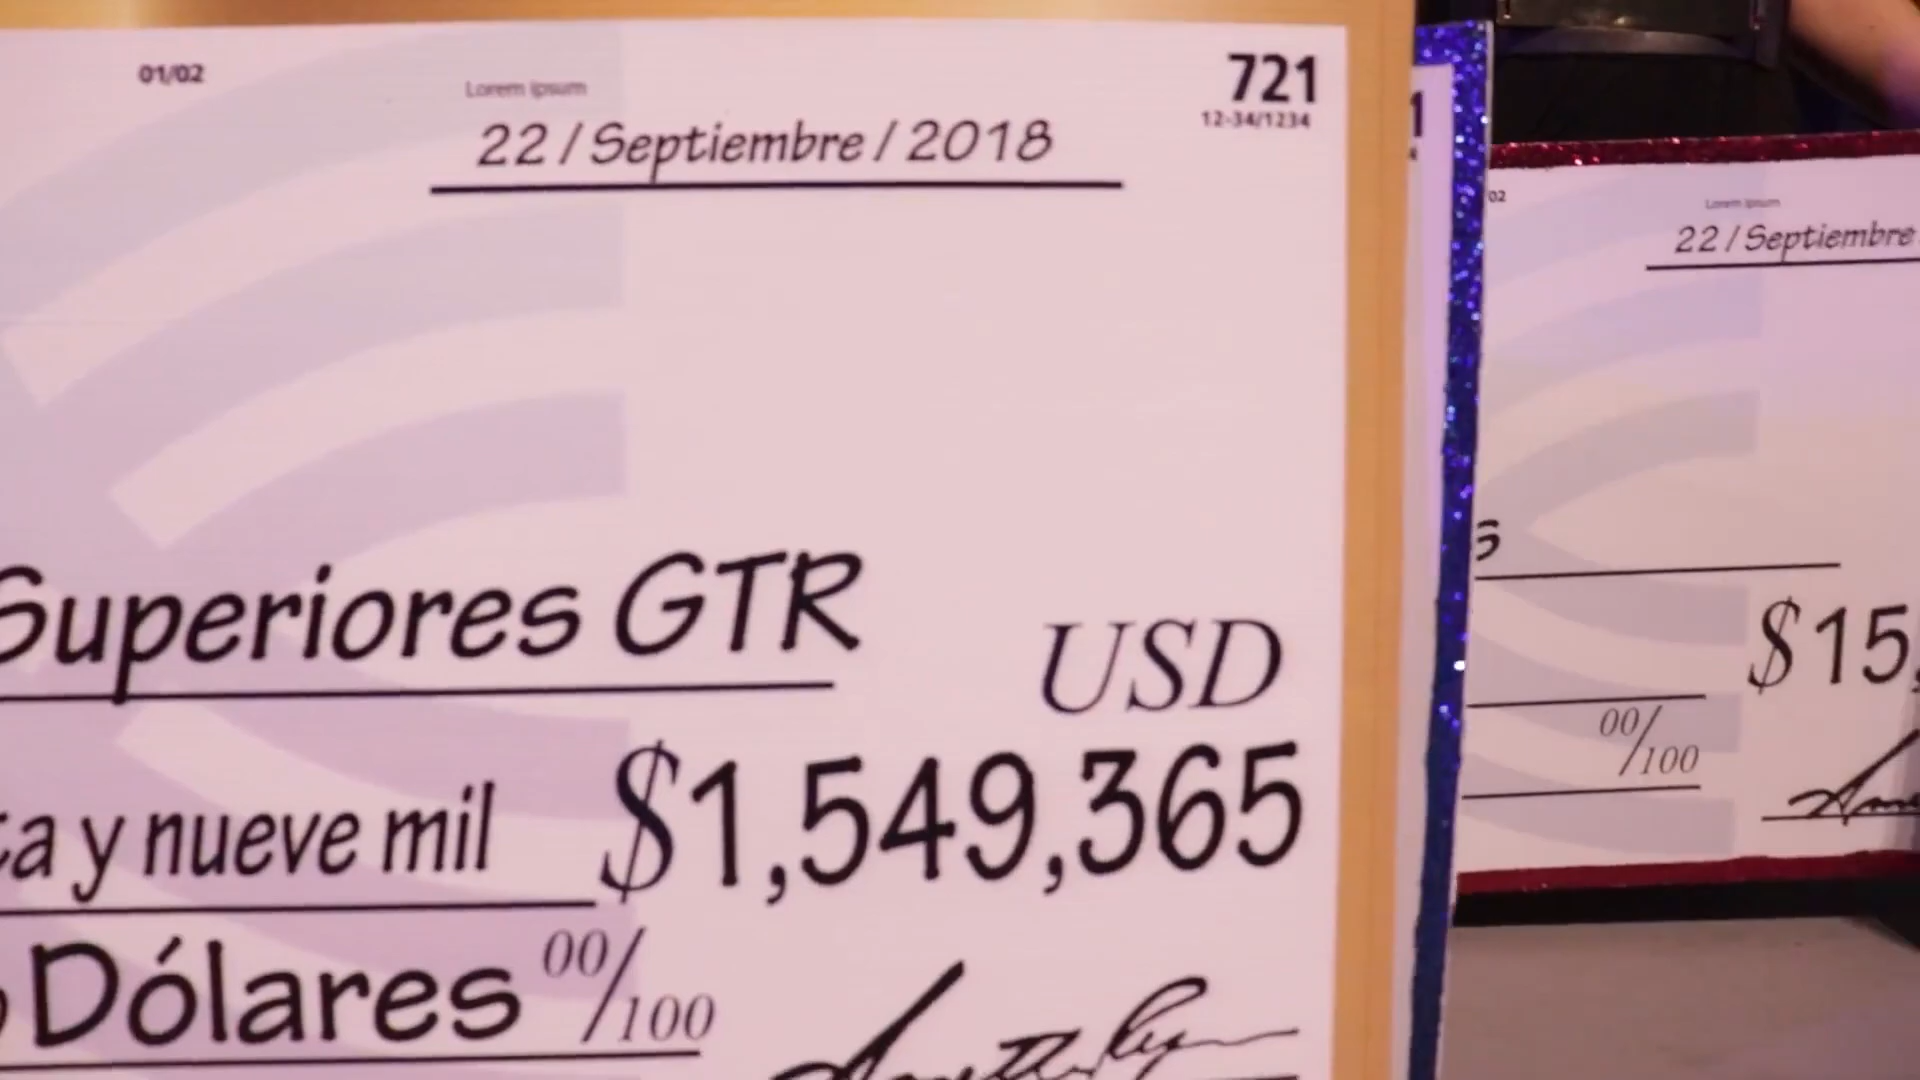 01/02
Lorem ipsum
721
12-34/1234
22 / Septiembre / 2018
Superiores GTR
USD
y nueve mil
$1,549,365
Dólares 00/100
02
Lorem ipsum
22 / Septiembre
$15,
00/100